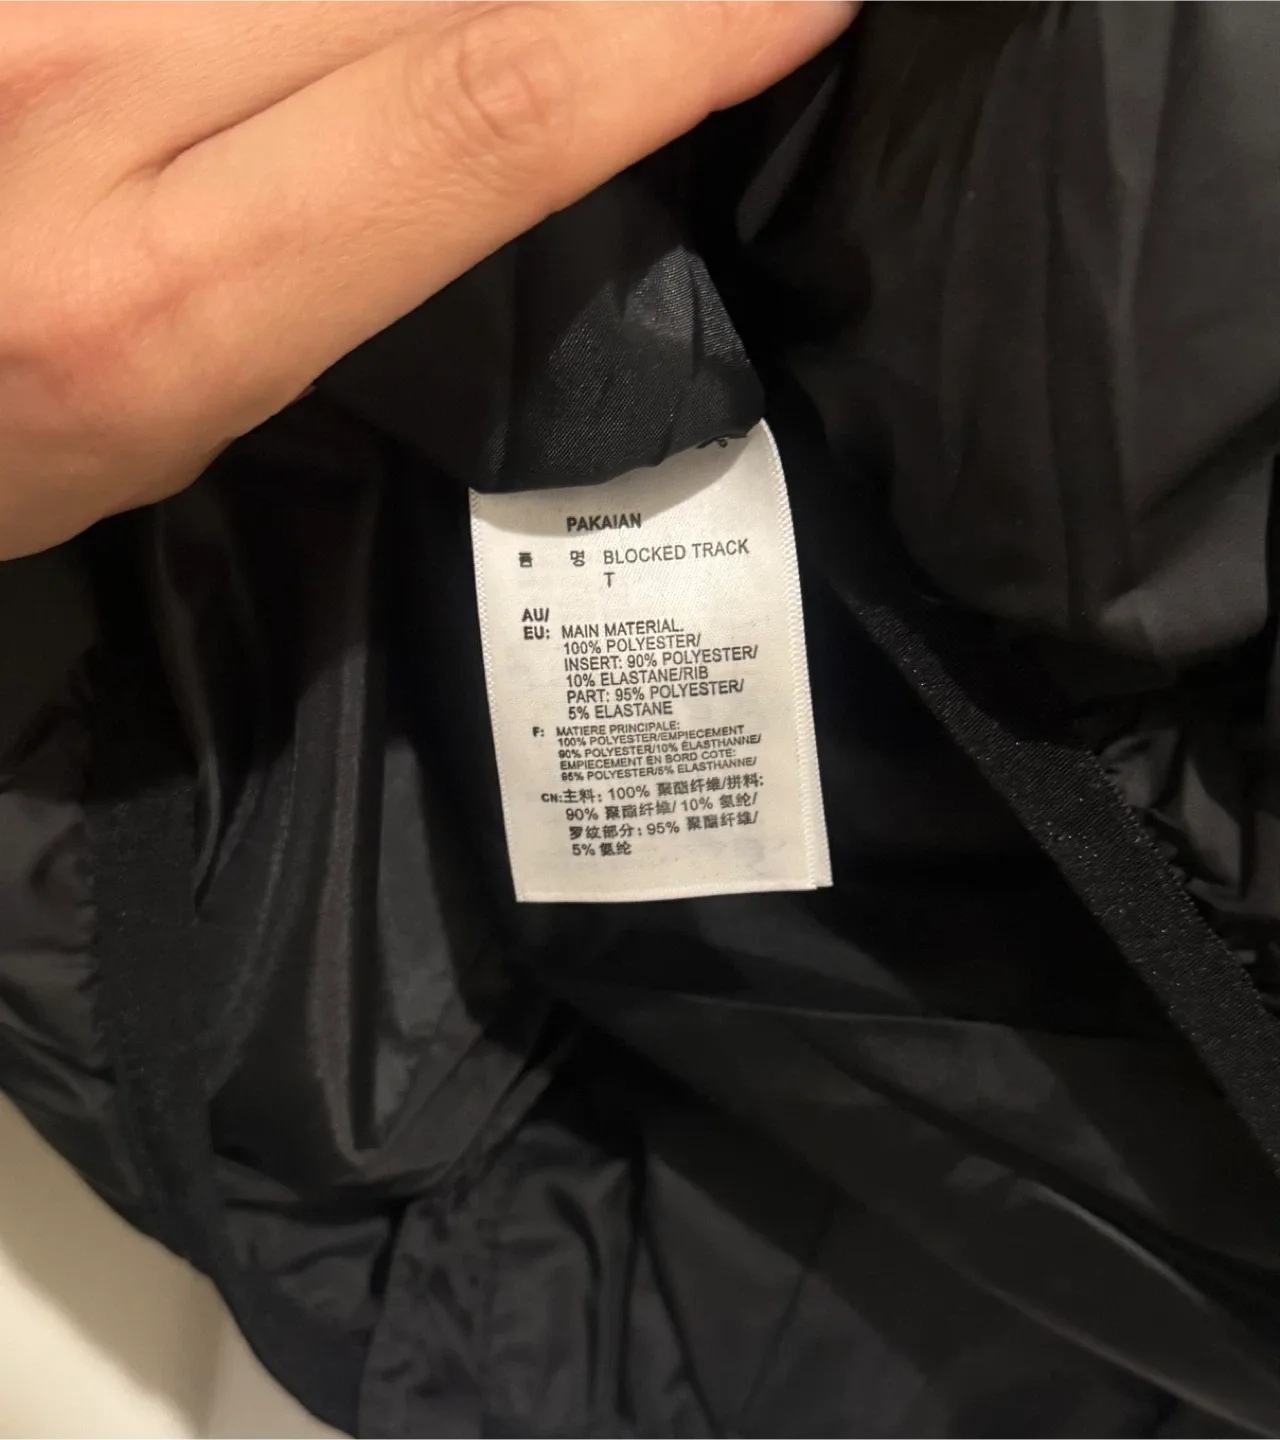 PAKAIAN
품 명 BLOCKED TRACK
T
AU/
EU: MAIN MATERIAL.
100% POLYESTER/
INSERT: 90% POLYESTER/
10% ELASTANE/RIB
PART: 95% POLYESTER/
5% ELASTANE
F: MATIERE PRINCIPALE:
100% POLYESTER/EMPIECEMENT
90% POLYESTER/10% ÉLASTHANNE/
EMPIECEMENT EN BORD COTE:
95% POLYESTER/5% ELASTHANNE/
CN:主料: 100% 聚酯纤维/拼料:
90% 聚酯纤维/ 10% 氨纶/
罗纹部分: 95% 聚酯纤维/
5% 氨纶